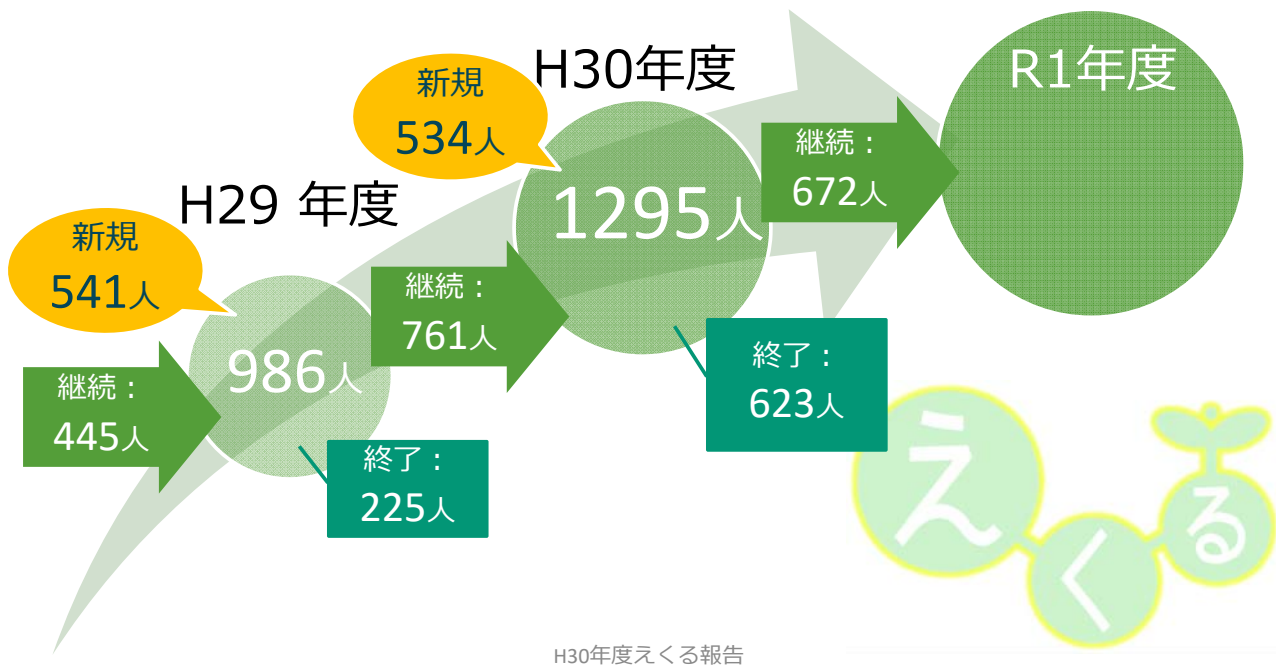 H29 年度
新規
541人
継続：
445人
986人
終了：
225人
継続：
761人
H30年度
新規
534人
1295人
終了：
623人
継続：
672人
R1年度
えくる
H30年度えくる報告